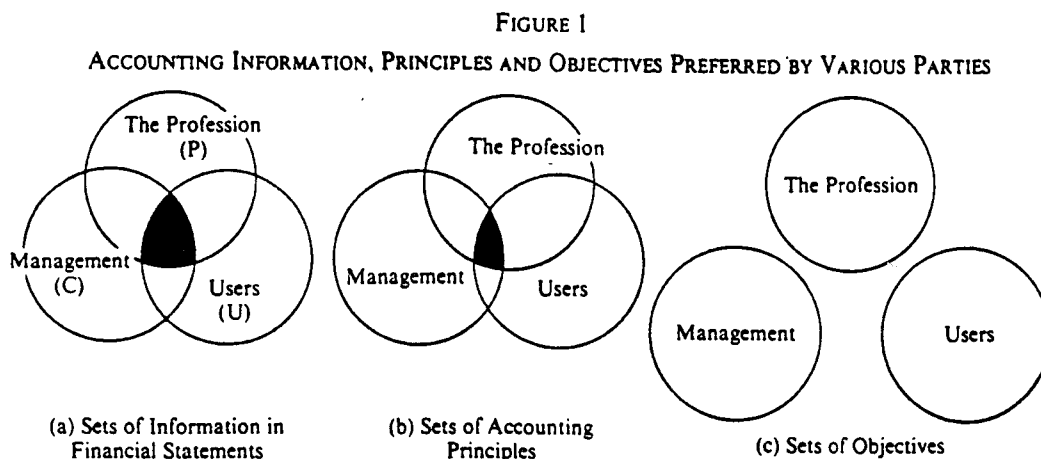 FIGURE 1
ACCOUNTING INFORMATION, PRINCIPLES AND OBJECTIVES PREFERRED BY VARIOUS PARTIES
The Profession
(P)
Management
(C)
Users
(U)
(a) Sets of Information in
Financial Statements
The Profession
Management
Users
(b) Sets of Accounting
Principles
The Profession
Management
Users
(c) Sets of Objectives